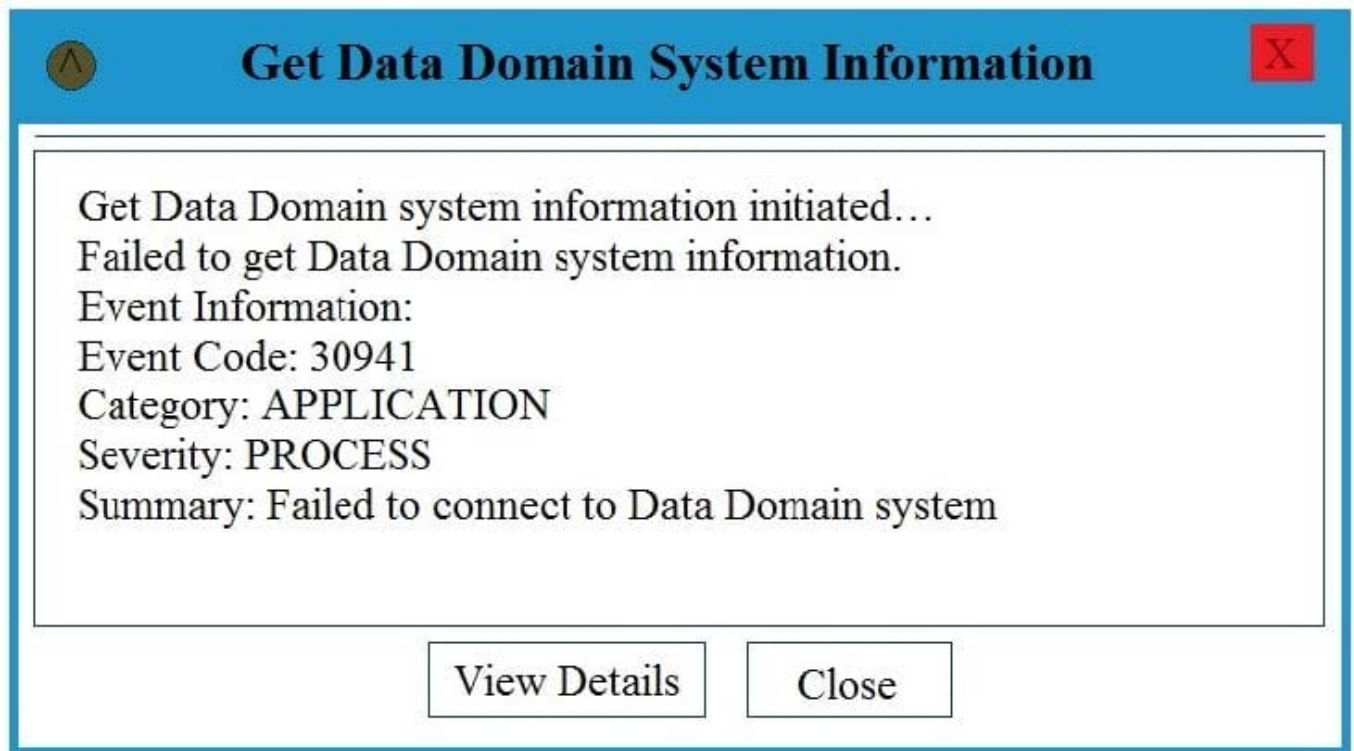 Get Data Domain System Information
X
Get Data Domain system information initiated…
Failed to get Data Domain system information.
Event Information:
Event Code: 30941
Category: APPLICATION
Severity: PROCESS
Summary: Failed to connect to Data Domain system
View Details
Close